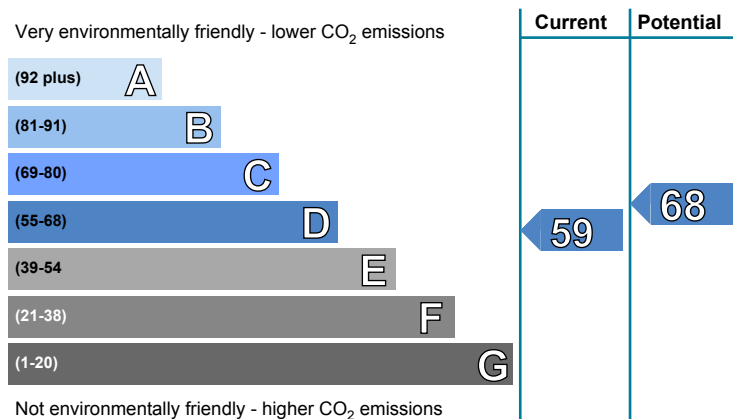 Very environmentally friendly - lower CO₂ emissions
Current
Potential
(92 plus) A
(81-91) B
(69-80) C
(55-68) D
(39-54 E
(21-38) F
(1-20) G
59
68
Not environmentally friendly - higher CO₂ emissions